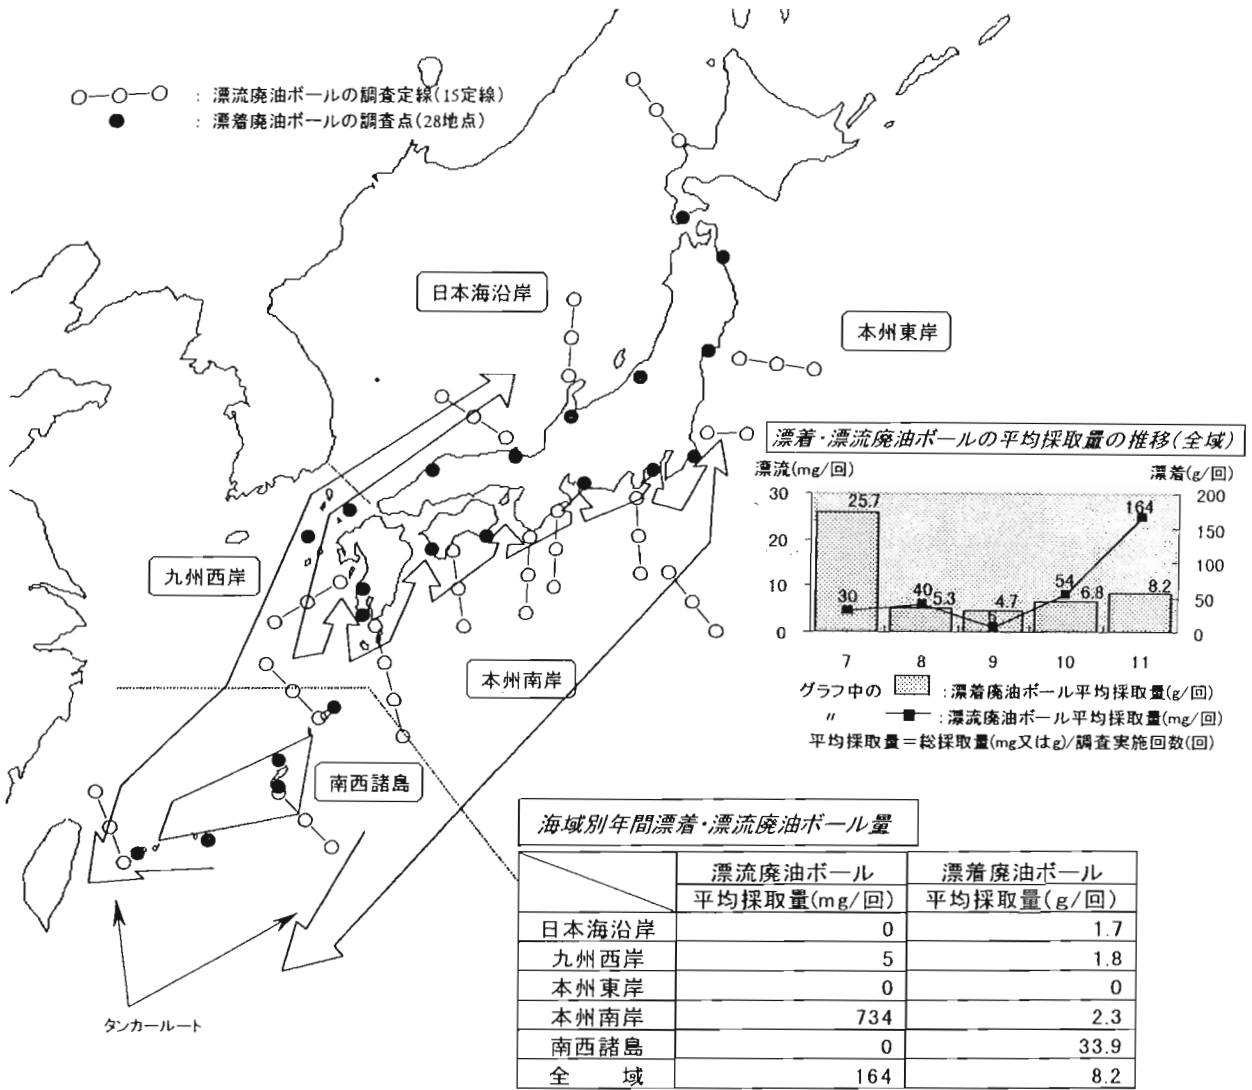 ○─○─○ : 漂流廃油ボールの調査定線(15定線)
● : 漂着廃油ボールの調査点(28地点)
日本海沿岸
本州東岸
九州西岸
本州南岸
南西諸島
タンカールート
漂着・漂流廃油ボールの平均採取量の推移(全域)
漂流(mg/回) 漂着(g/回)
30 20 10 0
200 150 100 50 0
25.7 5.3 4.7 6.8 8.2
30 40 5 54 164
7 8 9 10 11
グラフ中の :漂着廃油ボール平均採取量(g/回)
〃 ─■─ :漂流廃油ボール平均採取量(mg/回)
平均採取量=総採取量(mg又はg)/調査実施回数(回)
海域別年間漂着・漂流廃油ボール量
漂流廃油ボール 漂着廃油ボール
平均採取量(mg/回) 平均採取量(g/回)
日本海沿岸 0 1.7
九州西岸 5 1.8
本州東岸 0 0
本州南岸 734 2.3
南西諸島 0 33.9
全 域 164 8.2